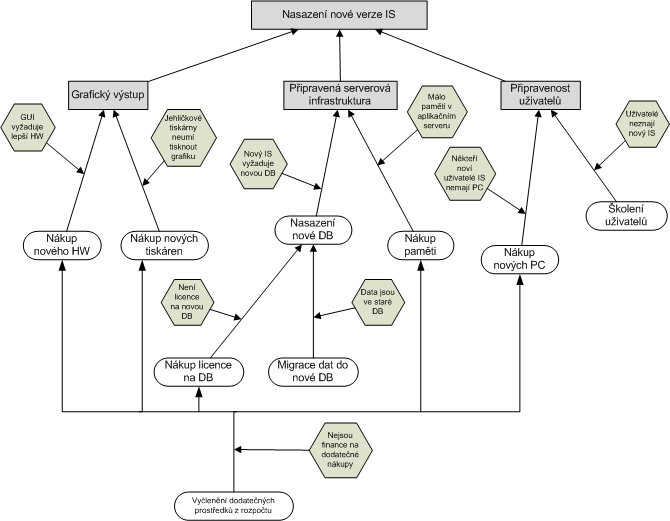 Nasazení nové verze IS
Grafický výstup
Připravená serverová
infrastruktura
Připravenost
uživatelů
GUI
vyžaduje
lepší HW
Jehličkové
tiskárny
neumí
tisknout
grafiku
Málo
paměti v
aplikačním
serveru
Uživatelé
neznají
nový IS
Nový IS
vyžaduje
novou DB
Někteří
noví
uživatelé IS
nemají PC
Nákup
nového HW
Nákup nových
tiskáren
Nasazení
nové DB
Nákup
paměti
Nákup
nových PC
Školení
uživatelů
Není
licence
na novou
DB
Data jsou
ve staré
DB
Nákup licence
na DB
Migrace dat do
nové DB
Nejsou
finance na
dodatečné
nákupy
Vyčlenění dodatečných
prostředků z rozpočtu